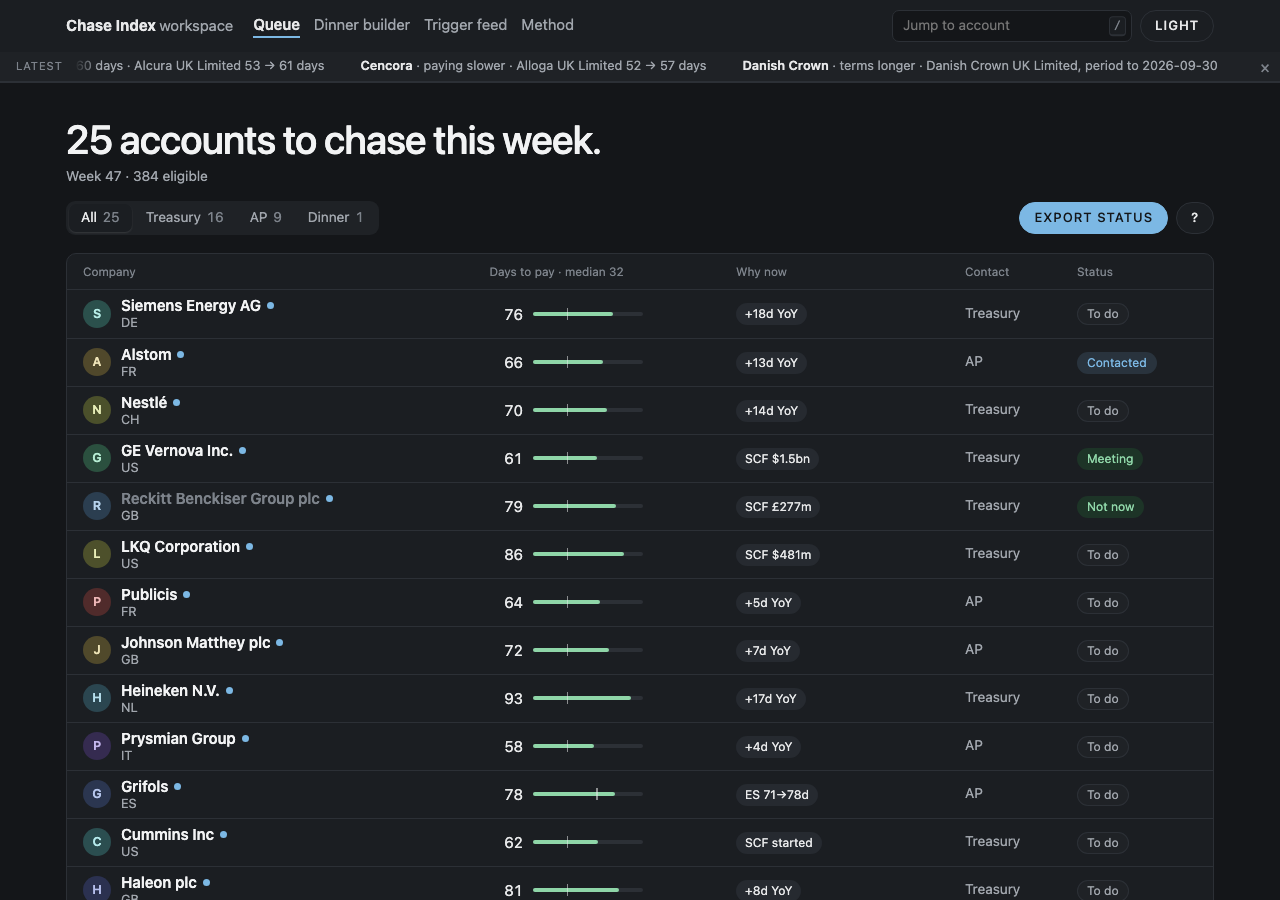 Chase Index workspace Queue Dinner builder Trigger feed Method Jump to account / LIGHT
LATEST 60 days · Alcura UK Limited 53 → 61 days Cencora · paying slower · Alloga UK Limited 52 → 57 days Danish Crown · terms longer · Danish Crown UK Limited, period to 2026-09-30 ×
25 accounts to chase this week.
Week 47 · 384 eligible
All 25 Treasury 16 AP 9 Dinner 1 EXPORT STATUS ?
Company Days to pay · median 32 Why now Contact Status
S Siemens Energy AG 76 +18d YoY Treasury To do
DE
A Alstom 66 +13d YoY AP Contacted
FR
N Nestlé 70 +14d YoY Treasury To do
CH
G GE Vernova Inc. 61 SCF $1.5bn Treasury Meeting
US
R Reckitt Benckiser Group plc 79 SCF £277m Treasury Not now
GB
L LKQ Corporation 86 SCF $481m Treasury To do
US
P Publicis 64 +5d YoY AP To do
FR
J Johnson Matthey plc 72 +7d YoY AP To do
GB
H Heineken N.V. 93 +17d YoY Treasury To do
NL
P Prysmian Group 58 +4d YoY AP To do
IT
G Grifols 78 ES 71→78d AP To do
ES
C Cummins Inc 62 SCF started Treasury To do
US
H Haleon plc 81 +8d YoY Treasury To do
GB